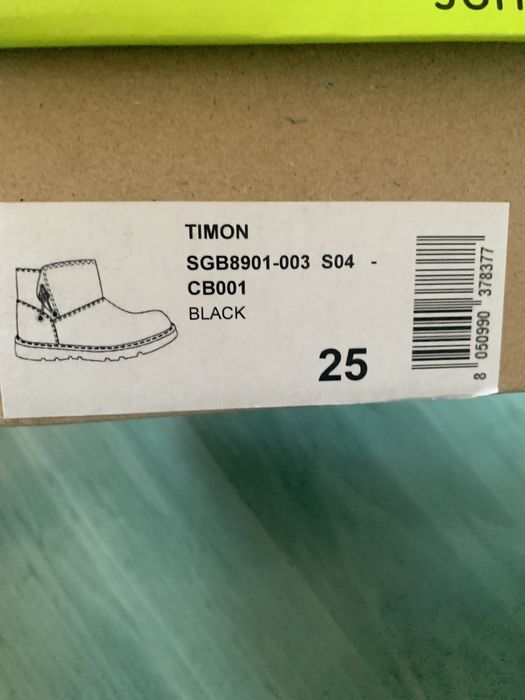 TIMON
SGB8901-003 S04 -
CB001
BLACK
25
8 050990 378377